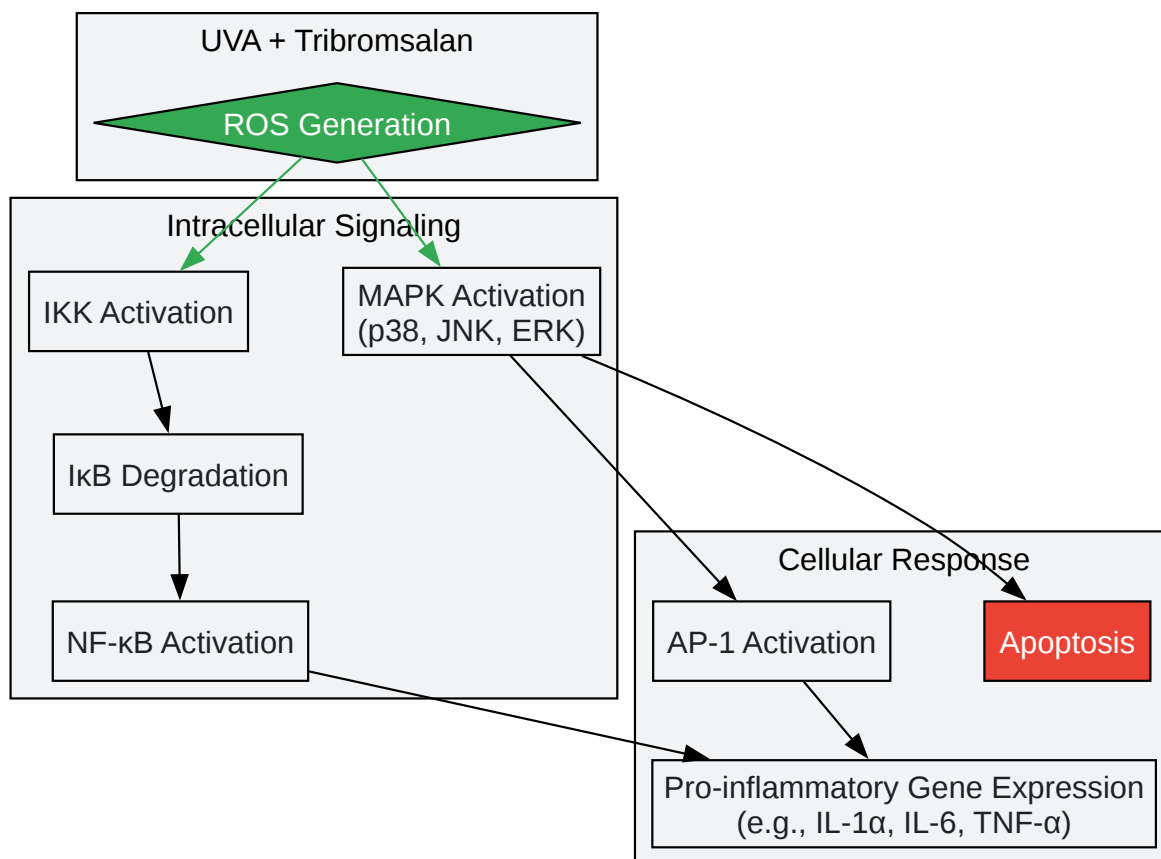 UVA + Tribromsalan
ROS Generation
Intracellular Signaling
IKK Activation
MAPK Activation
(p38, JNK, ERK)
IκB Degradation
NF-κB Activation
Cellular Response
AP-1 Activation
Apoptosis
Pro-inflammatory Gene Expression
(e.g., IL-1α, IL-6, TNF-α)